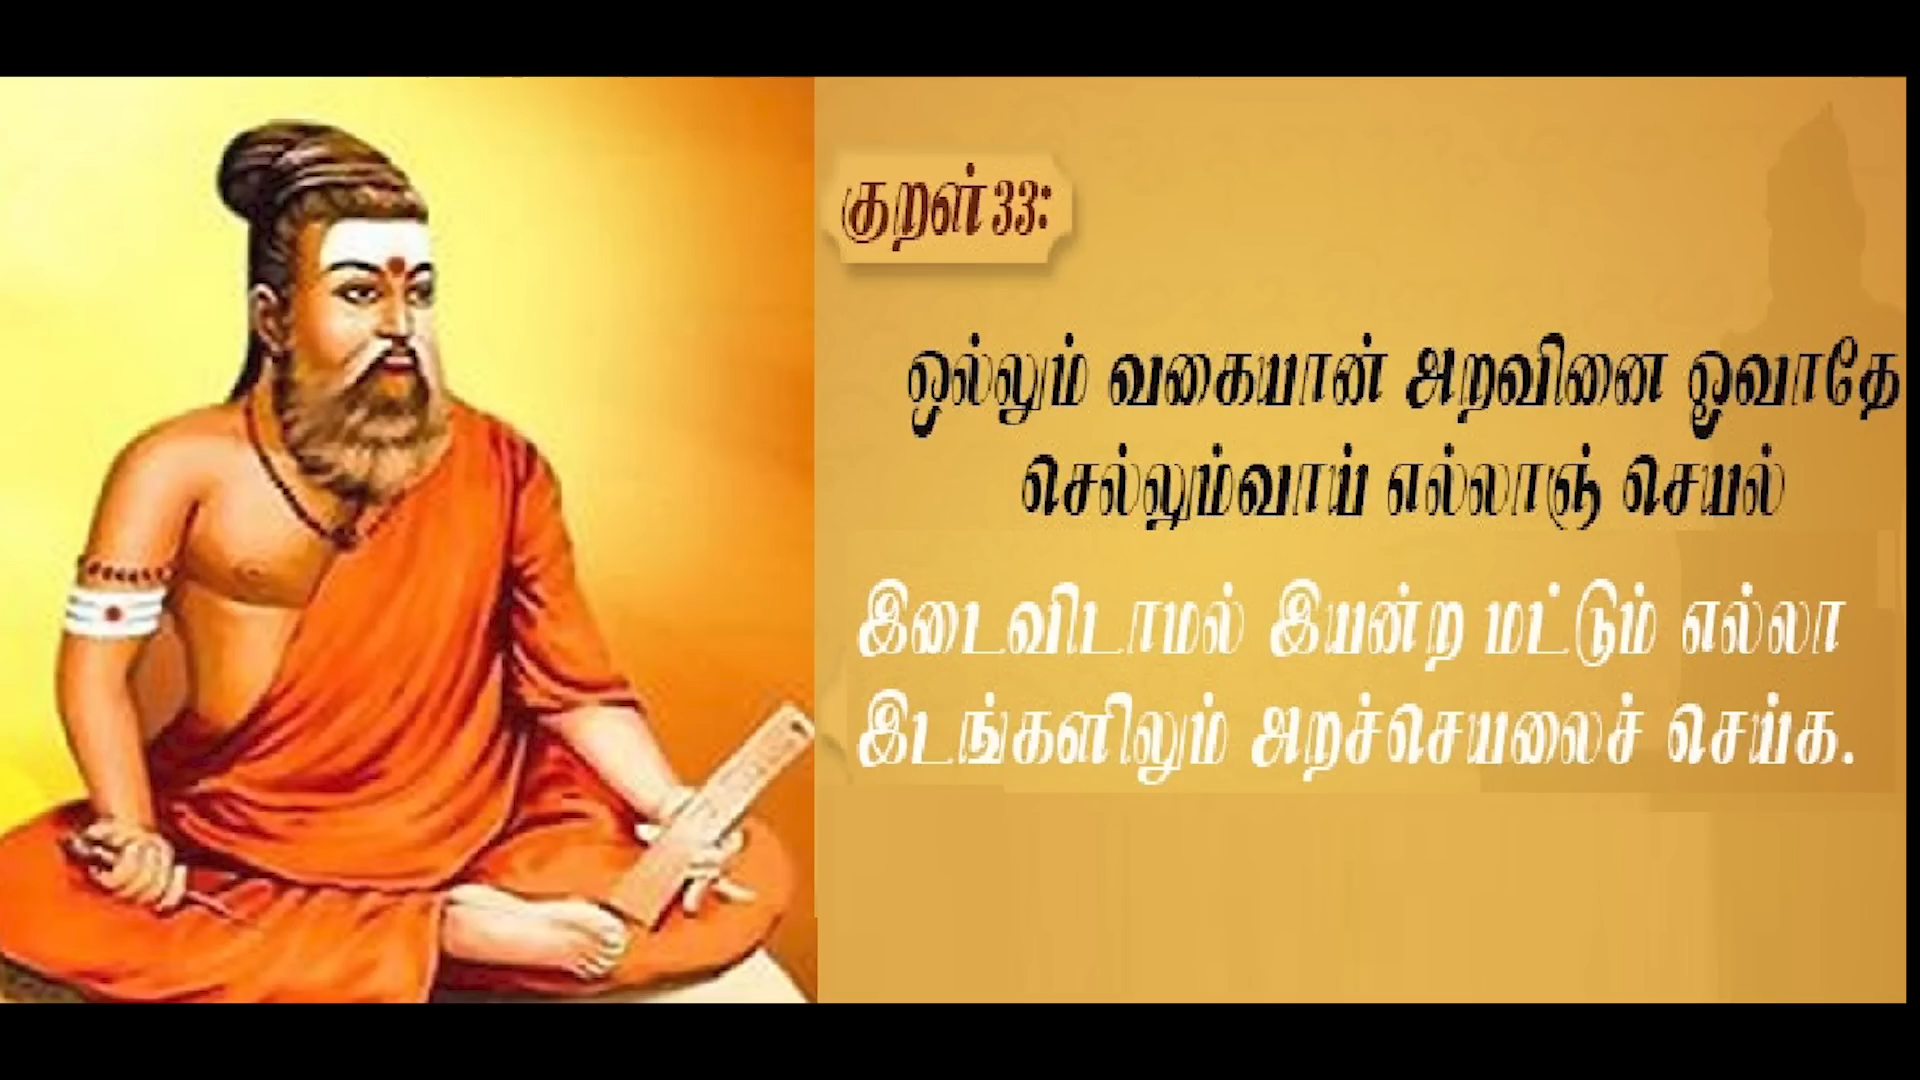 குறள் 33:
ஒல்லும் வகையான் அறவினை ஓவாதே
செல்லும்வாய் எல்லாஞ் செயல்
இடைவிடாமல் இயன்ற மட்டும் எல்லா
இடங்களிலும் அறச்செயலைச் செய்க.